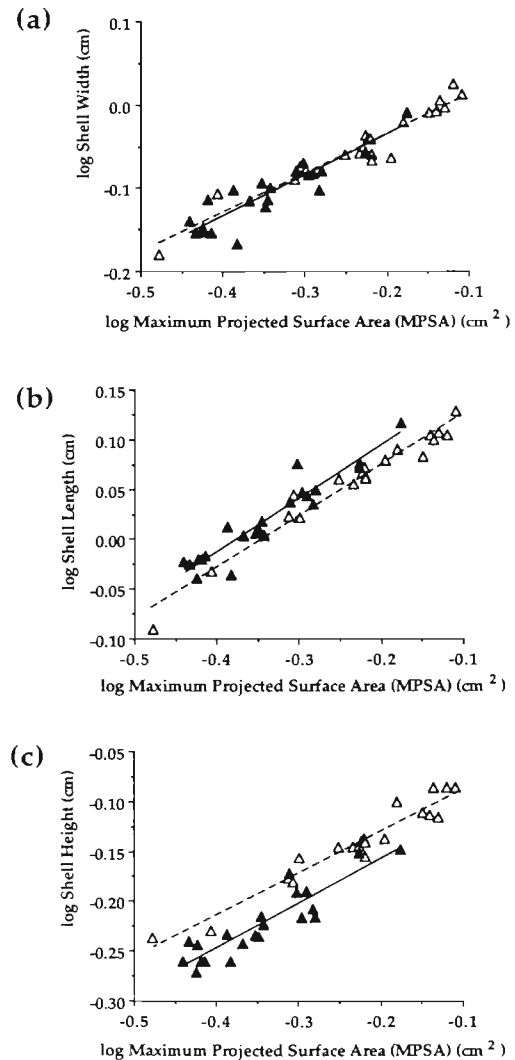 (a)
log Shell Width (cm)
0.1
0.0
-0.1
-0.2
-0.5 -0.4 -0.3 -0.2 -0.1
log Maximum Projected Surface Area (MPSA) (cm 2 )
(b)
log Shell Length (cm)
0.15
0.10
0.05
0.00
-0.05
-0.10
-0.5 -0.4 -0.3 -0.2 -0.1
log Maximum Projected Surface Area (MPSA) (cm 2 )
(c)
log Shell Height (cm)
-0.05
-0.10
-0.15
-0.20
-0.25
-0.30
-0.5 -0.4 -0.3 -0.2 -0.1
log Maximum Projected Surface Area (MPSA) (cm 2 )